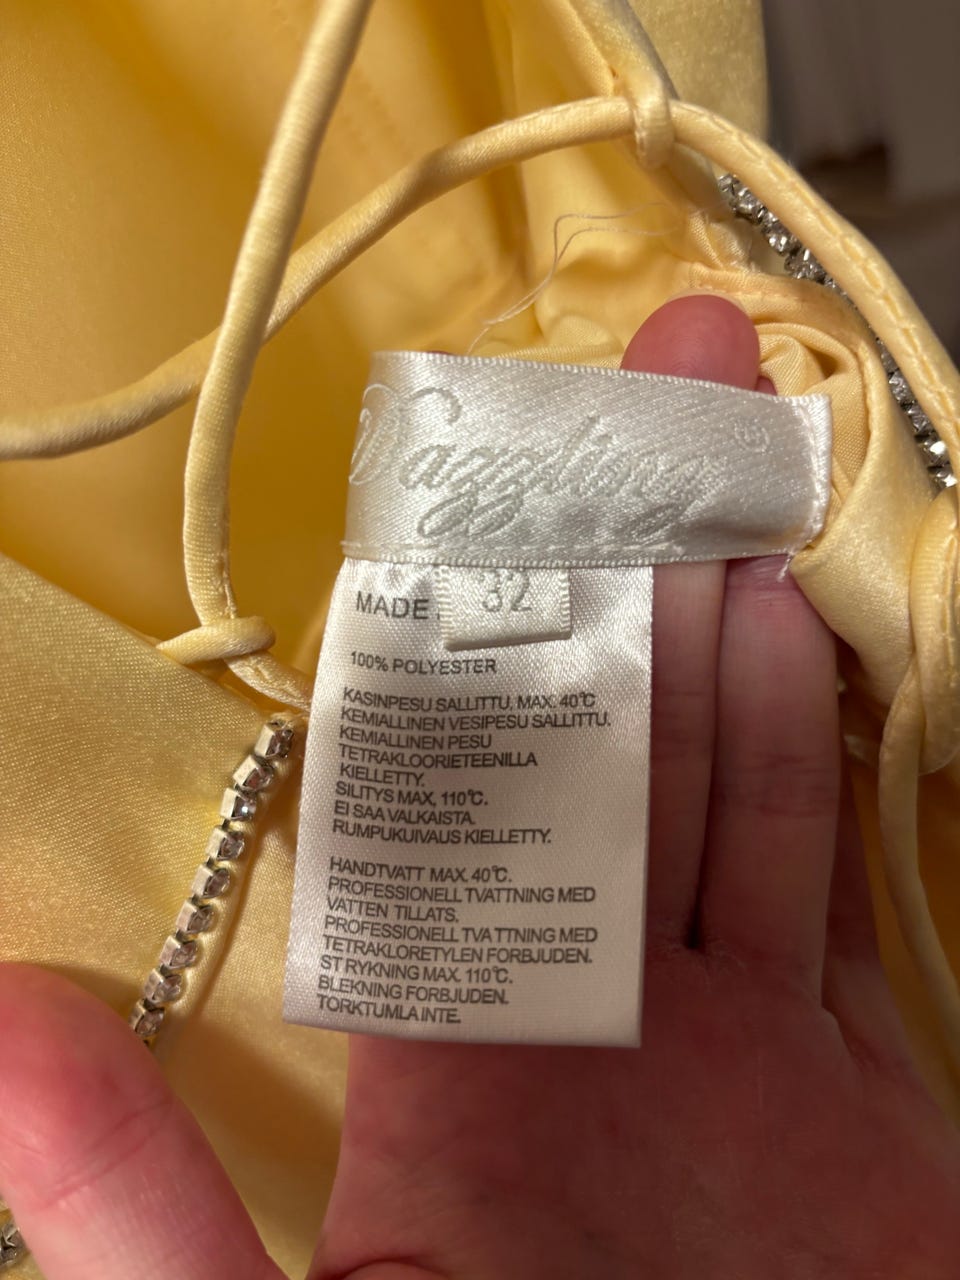 Dazzling
32
MADE
100% POLYESTER
KASINPESU SALLITTU, MAX. 40°C
KEMIALLINEN VESIPESU SALLITTU.
KEMIALLINEN PESU
TETRAKLOORIETEENILLA
KIELLETTY.
SILITYS MAX, 110°C.
EI SAA VALKAISTA.
RUMPUKUIVAUS KIELLETTY.
HANDTVATT MAX. 40°C.
PROFESSIONELL TVATTNING MED
VATTEN TILLATS.
PROFESSIONELL TVATTNING MED
TETRAKLORETYLEN FORBJUDEN.
ST RYKNING MAX. 110°C.
BLEKNING FORBJUDEN.
TORKTUMLA INTE.